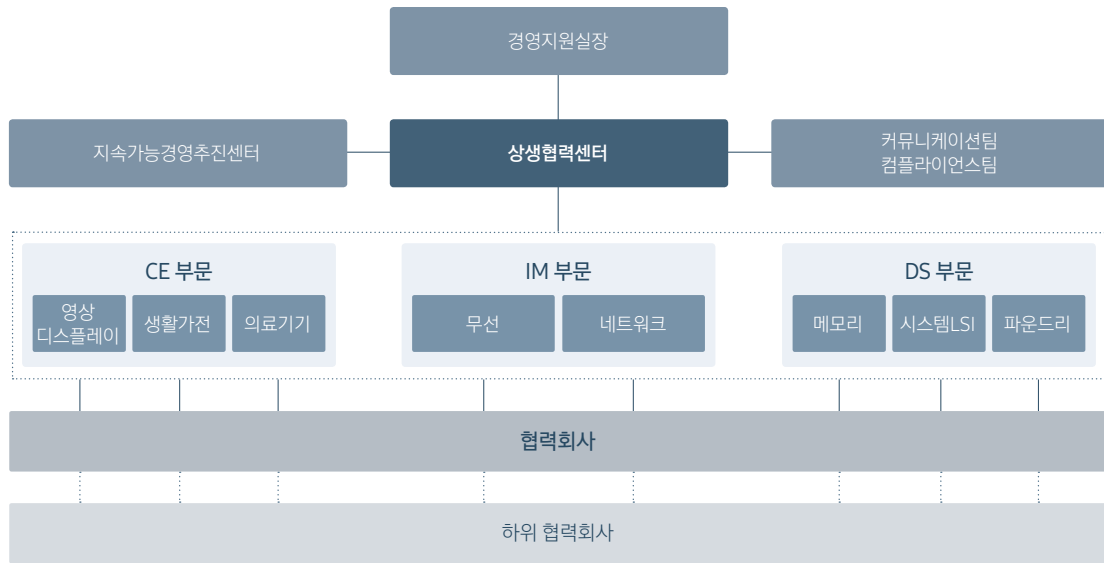 경영지원실장
지속가능경영추진센터
상생협력센터
커뮤니케이션팀
컴플라이언스팀
CE 부문
영상
디스플레이
생활가전
의료기기
IM 부문
무선
네트워크
DS 부문
메모리
시스템LSI
파운드리
협력회사
하위 협력회사